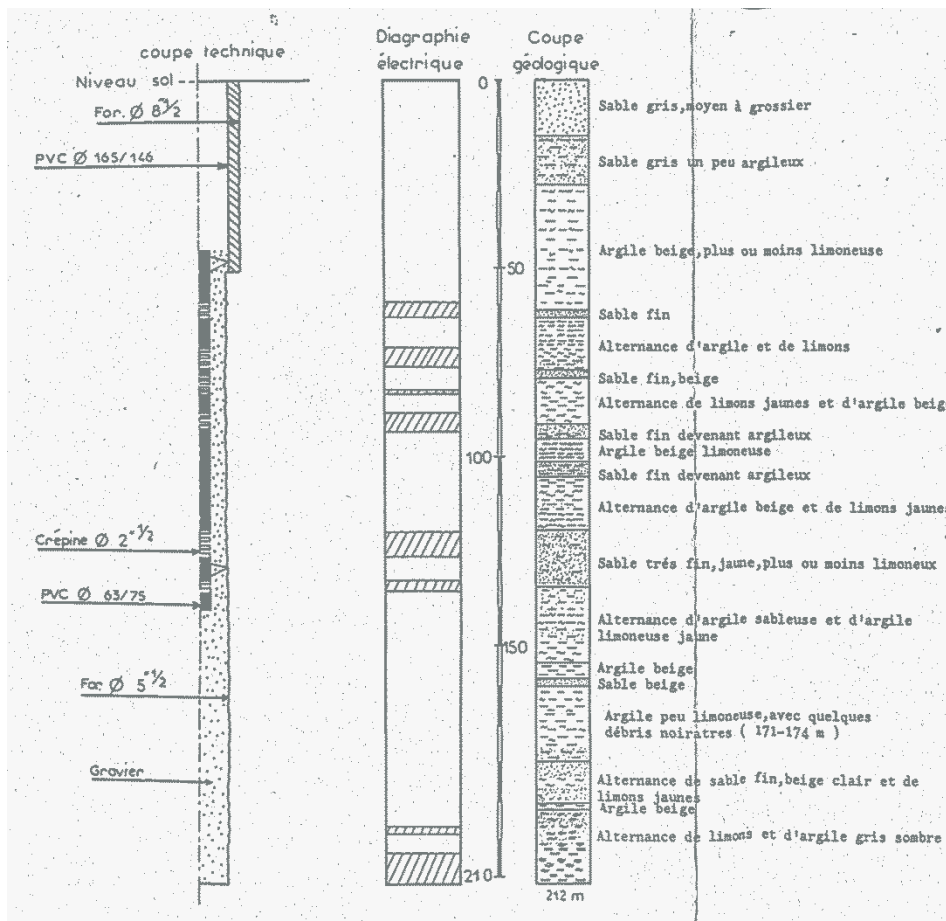 coupe technique
Niveau sol
For. Ø 8"1/2
PVC Ø 165/146
Crépine Ø 2"1/2
PVC Ø 63/75
For. Ø 5"1/2
Gravier
Diagraphie
électrique
0
50
100
150
210
Coupe
géologique
Sable gris,moyen à grossier
Sable gris un peu argileux
Argile beige,plus ou moins limoneuse
Sable fin
Alternance d'argile et de limons
Sable fin,beige
Alternance de limons jaunes et d'argile beig
Sable fin devenant argileux
Argile beige limoneuse
Sable fin devenant argileux
Alternance d'argile beige et de limons jaunes
Sable trés fin,jaune,plus ou moins limoneux
Alternance d'argile sableuse et d'argile
limoneuse jaune
Argile beige
Sable beige
Argile peu limoneuse,avec quelques
débris noiratres ( 171-174 m )
Alternance de sable fin,beige clair et de
limons jaunes
Argile beige
Alternance de limons et d'argile gris sombre
212 m